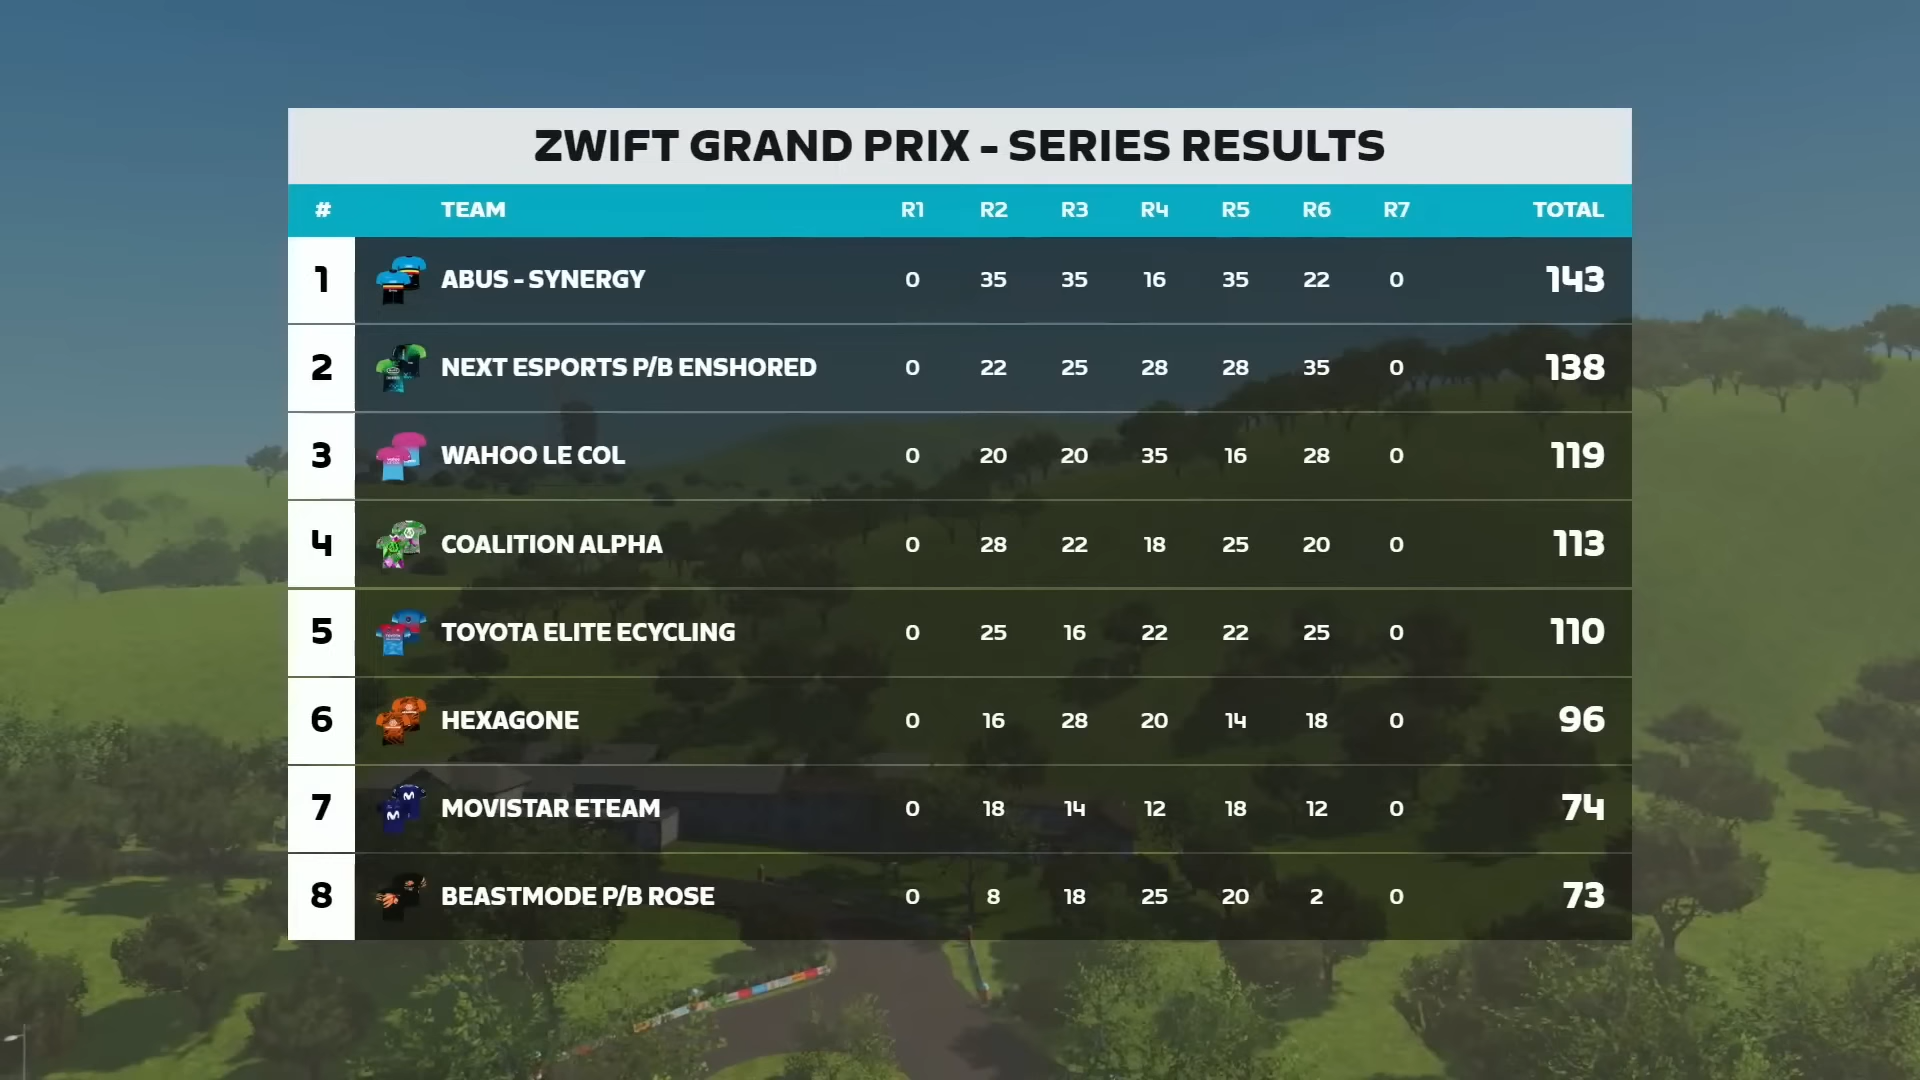 ZWIFT GRAND PRIX - SERIES RESULTS
# TEAM R1 R2 R3 R4 R5 R6 R7 TOTAL
1 ABUS - SYNERGY 0 35 35 16 35 22 0 143
2 NEXT ESPORTS P/B ENSHORED 0 22 25 28 28 35 0 138
3 WAHOO LE COL 0 20 20 35 16 28 0 119
4 COALITION ALPHA 0 28 22 18 25 20 0 113
5 TOYOTA ELITE ECYCLING 0 25 16 22 22 25 0 110
6 HEXAGONE 0 16 28 20 14 18 0 96
7 MOVISTAR ETEAM 0 18 14 12 18 12 0 74
8 BEASTMODE P/B ROSE 0 8 18 25 20 2 0 73